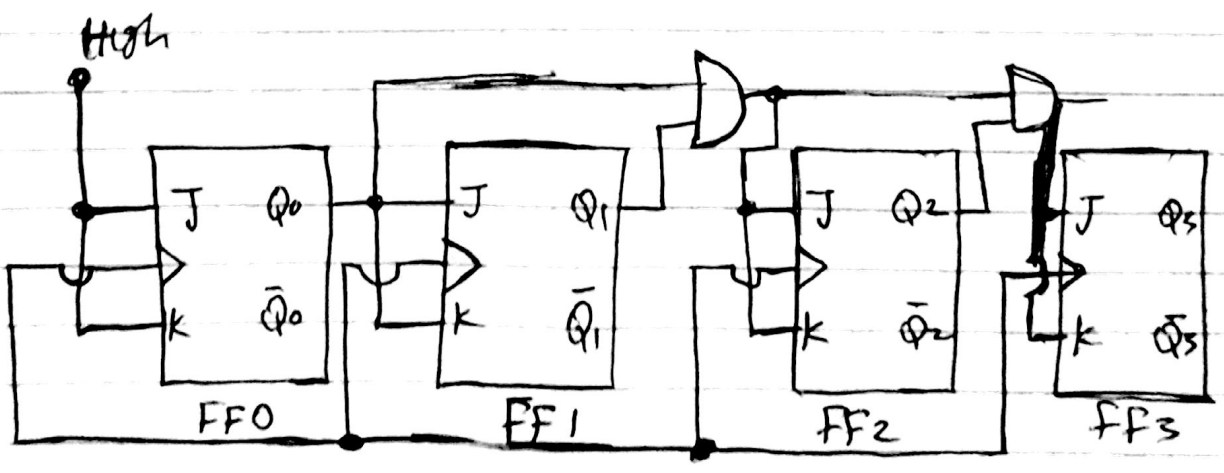 High
J Q0 J Q1 J Q2 J Q3
K Q̄0 K Q̄1 K Q̄2 K Q̄3
FF0 FF1 FF2 FF3